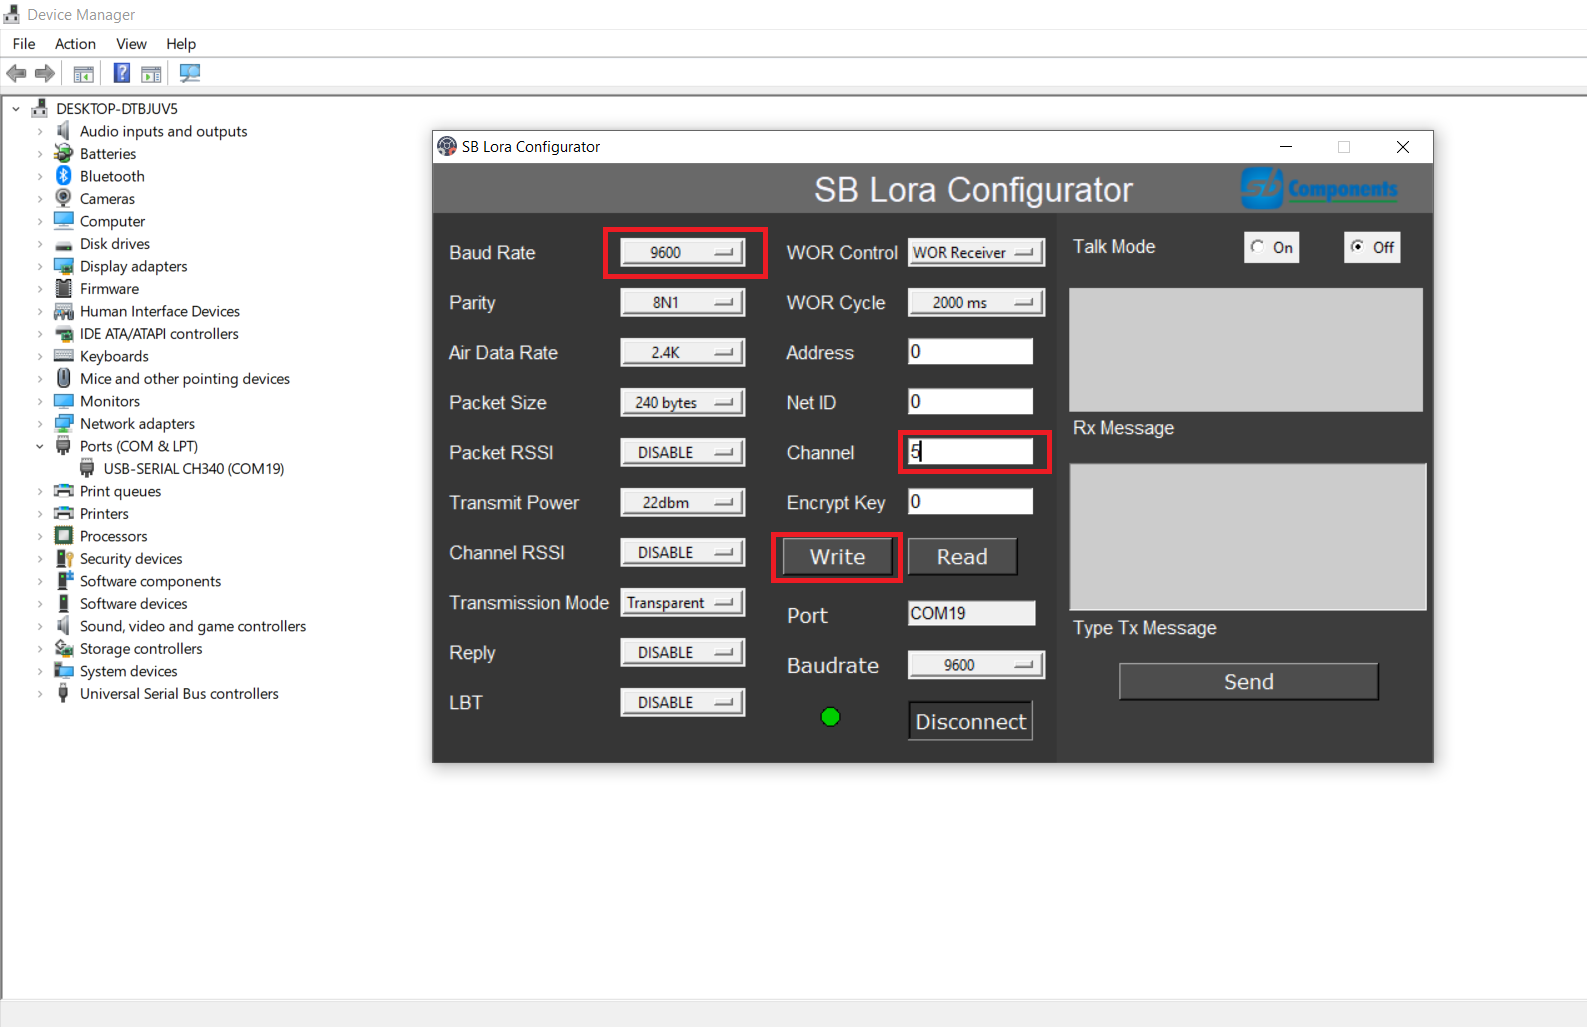 Device Manager
File Action View Help
DESKTOP-DTBJUV5
Audio inputs and outputs
Batteries
Bluetooth
Cameras
Computer
Disk drives
Display adapters
Firmware
Human Interface Devices
IDE ATA/ATAPI controllers
Keyboards
Mice and other pointing devices
Monitors
Network adapters
Ports (COM & LPT)
USB-SERIAL CH340 (COM19)
Print queues
Printers
Processors
Security devices
Software components
Software devices
Sound, video and game controllers
Storage controllers
System devices
Universal Serial Bus controllers
SB Lora Configurator
SB Lora Configurator
sb Components
Baud Rate 9600
Parity 8N1
Air Data Rate 2.4K
Packet Size 240 bytes
Packet RSSI DISABLE
Transmit Power 22dbm
Channel RSSI DISABLE
Transmission Mode Transparent
Reply DISABLE
LBT DISABLE
WOR Control WOR Receiver
WOR Cycle 2000 ms
Address 0
Net ID 0
Channel 5
Encrypt Key 0
Write Read
Port COM19
Baudrate 9600
Disconnect
Talk Mode On Off
Rx Message
Type Tx Message
Send